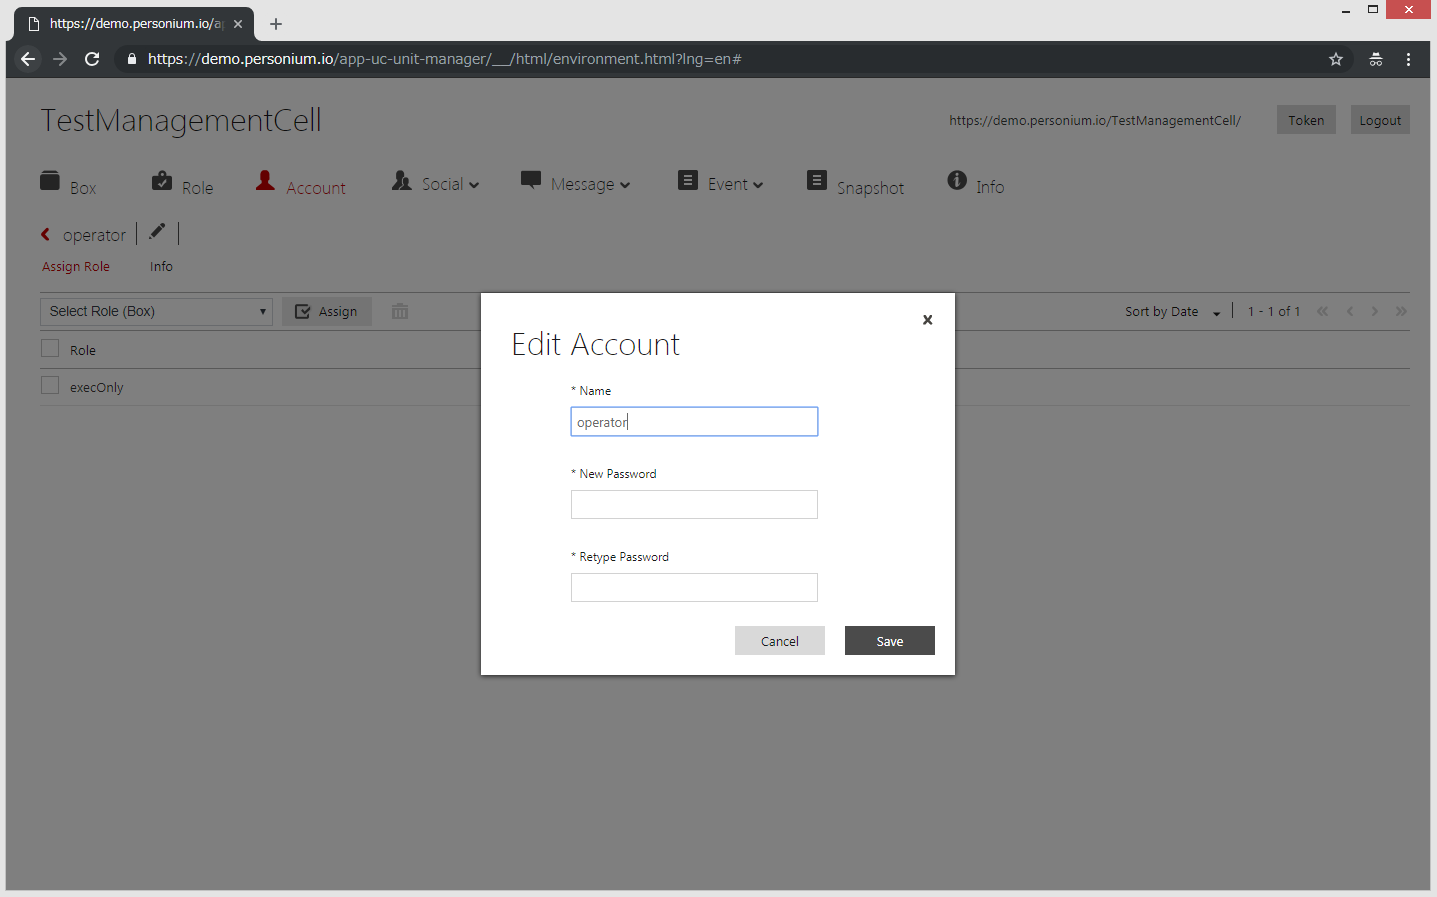 https://demo.personium.io/a
https://demo.personium.io/app-uc-unit-manager/__/html/environment.html?lng=en#
TestManagementCell
https://demo.personium.io/TestManagementCell/
Token
Logout
Box
Role
Account
Social
Message
Event
Snapshot
Info
operator
Assign Role
Info
Select Role (Box)
Assign
Sort by Date
1 - 1 of 1
Role
execOnly
Edit Account
* Name
operator
* New Password
* Retype Password
Cancel
Save